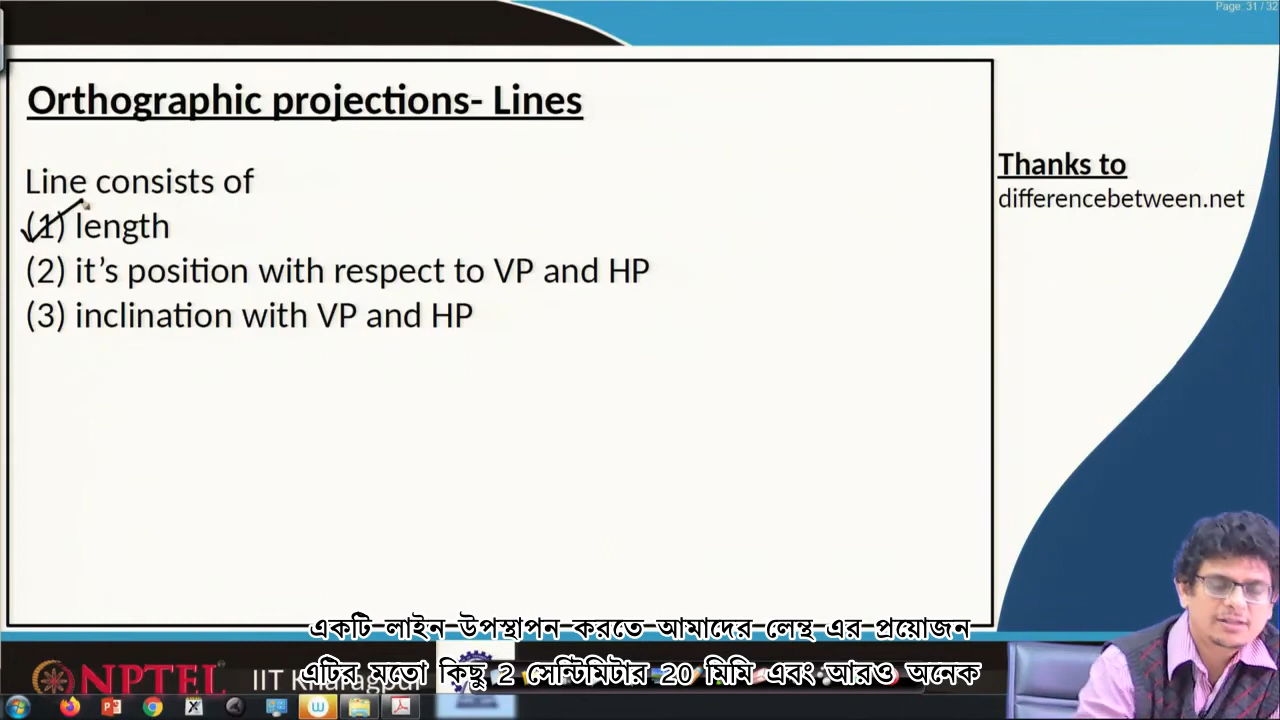 Page: 31 / 32
Orthographic projections- Lines
Line consists of
(1) length
(2) it's position with respect to VP and HP
(3) inclination with VP and HP
Thanks to
differencebetween.net
একটি লাইন উপস্থাপন করতে আমাদের লেন্থ এর প্রয়োজন
এটির মতো কিছু 2 সেন্টিমিটার 20 মিমি এবং আরও অনেক
NPTEL IIT